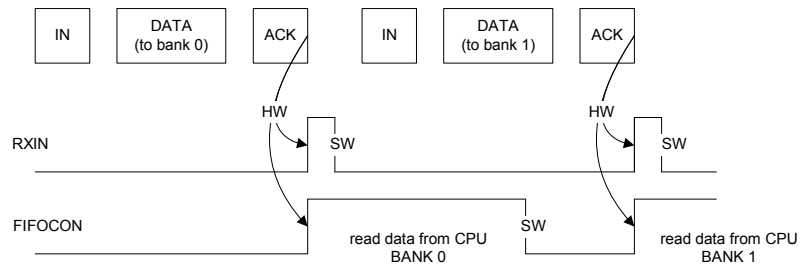 IN DATA ACK IN DATA ACK
(to bank 0) (to bank 1)
HW HW
RXIN SW SW
FIFOCON SW
read data from CPU read data from CPU
BANK 0 BANK 1